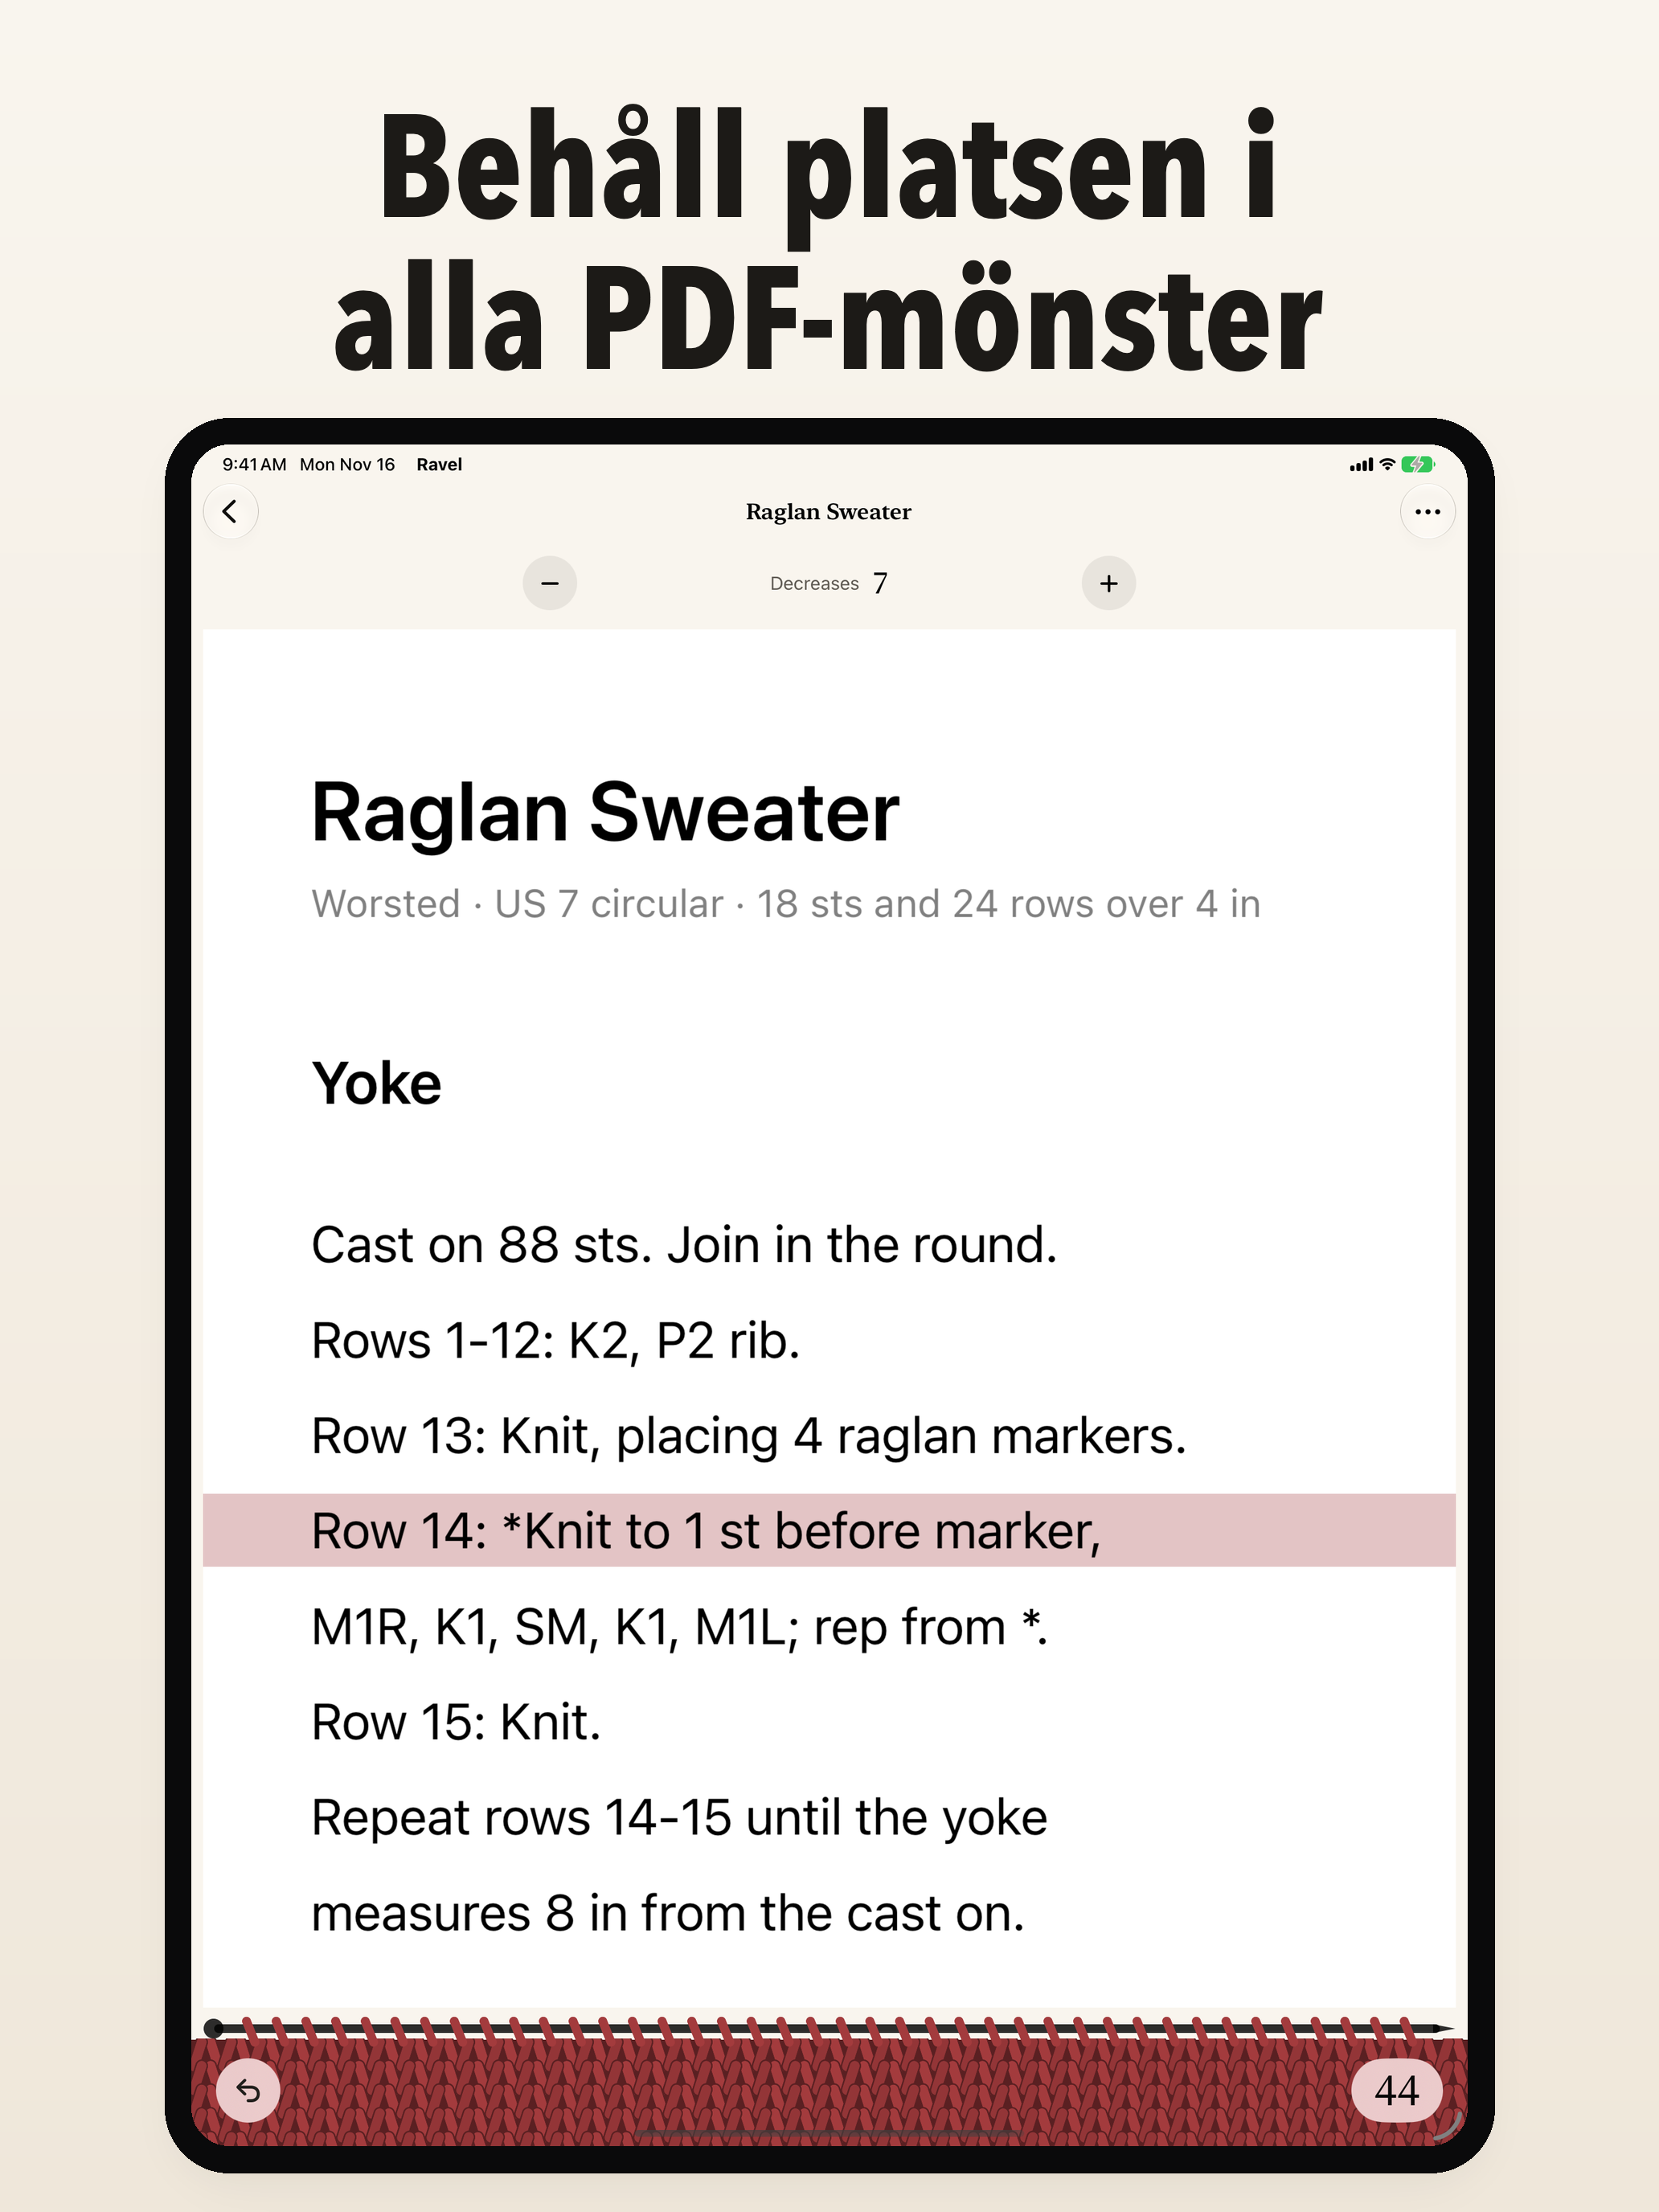 Behåll platsen i
alla PDF-mönster
9:41 AM Mon Nov 16 Ravel
Raglan Sweater
Decreases 7
Raglan Sweater
Worsted · US 7 circular · 18 sts and 24 rows over 4 in
Yoke
Cast on 88 sts. Join in the round.
Rows 1-12: K2, P2 rib.
Row 13: Knit, placing 4 raglan markers.
Row 14: *Knit to 1 st before marker,
M1R, K1, SM, K1, M1L; rep from *.
Row 15: Knit.
Repeat rows 14-15 until the yoke
measures 8 in from the cast on.
44